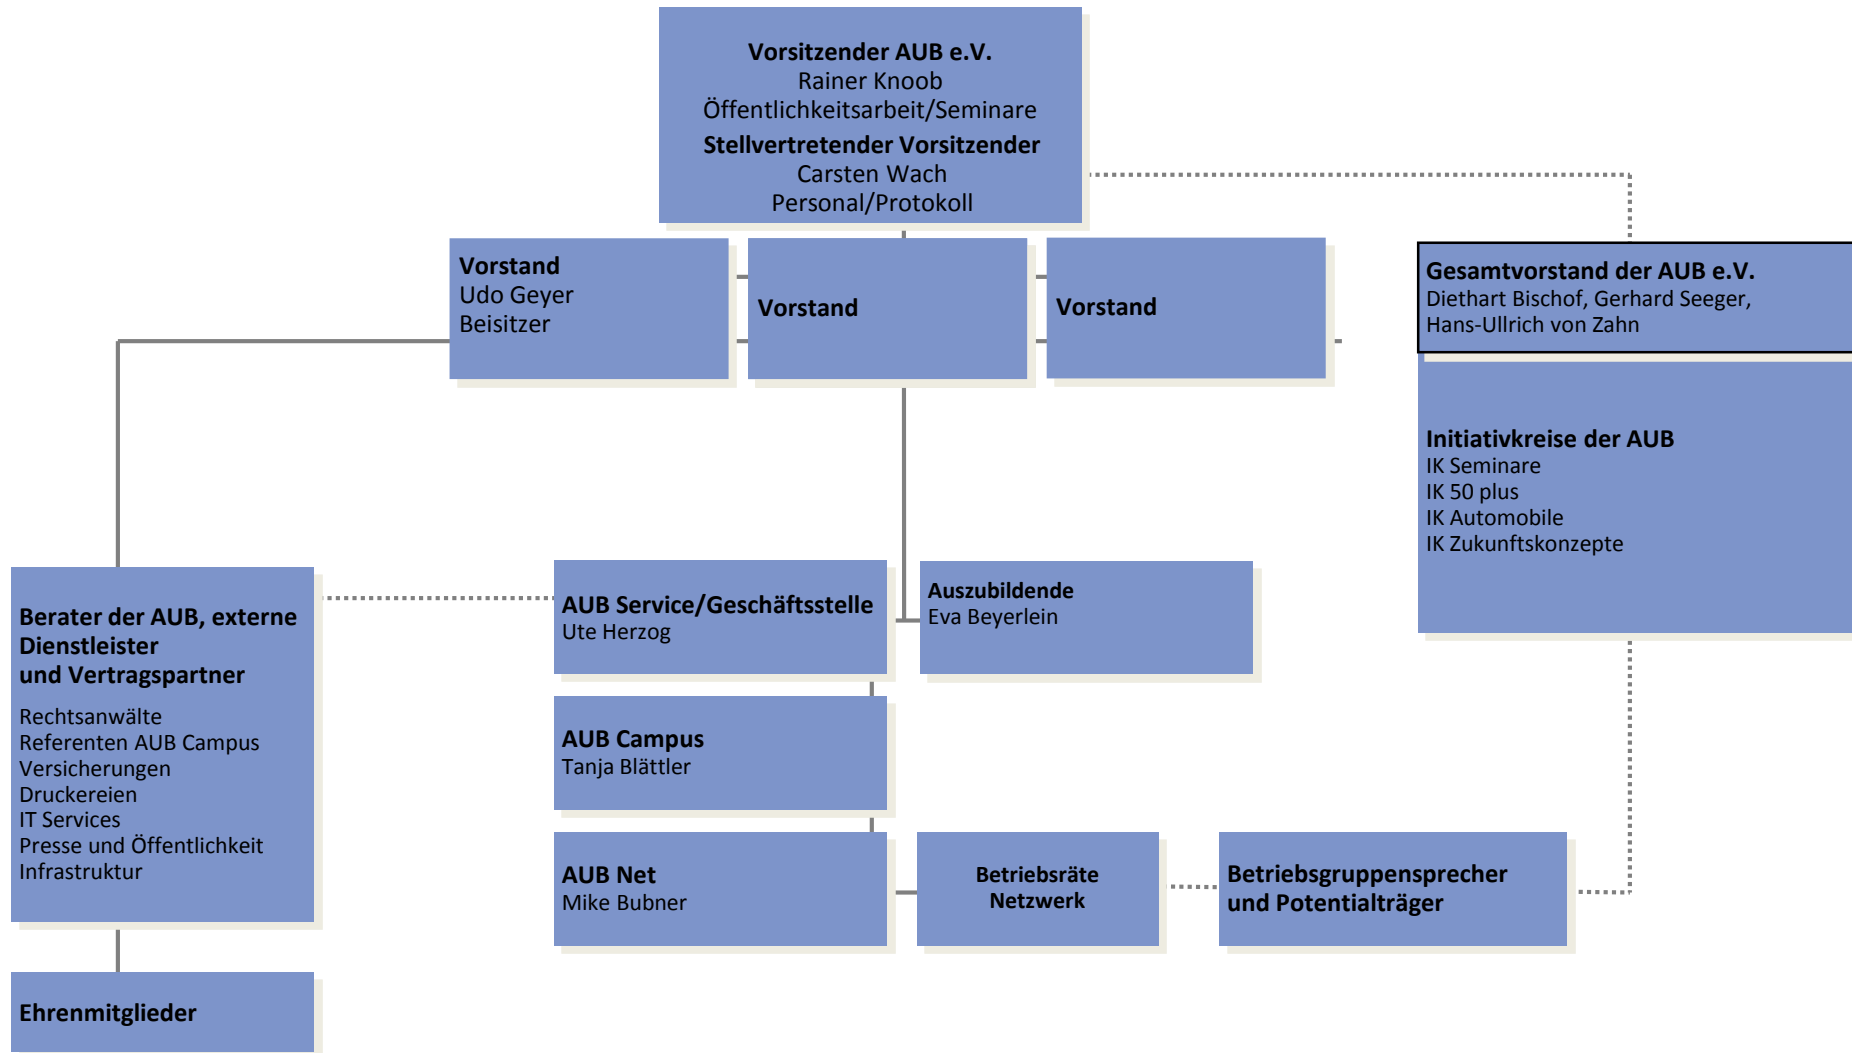 Vorsitzender AUB e.V.
Rainer Knoob
Öffentlichkeitsarbeit/Seminare
Stellvertretender Vorsitzender
Carsten Wach
Personal/Protokoll
Vorstand
Udo Geyer
Beisitzer
Vorstand
Vorstand
Gesamtvorstand der AUB e.V.
Diethart Bischof, Gerhard Seeger,
Hans-Ullrich von Zahn
Initiativkreise der AUB
IK Seminare
IK 50 plus
IK Automobile
IK Zukunftskonzepte
Berater der AUB, externe
Dienstleister
und Vertragspartner
Rechtsanwälte
Referenten AUB Campus
Versicherungen
Druckereien
IT Services
Presse und Öffentlichkeit
Infrastruktur
AUB Service/Geschäftsstelle
Ute Herzog
Auszubildende
Eva Beyerlein
AUB Campus
Tanja Blättler
AUB Net
Mike Bubner
Betriebsräte
Netzwerk
Betriebsgruppensprecher
und Potentialträger
Ehrenmitglieder